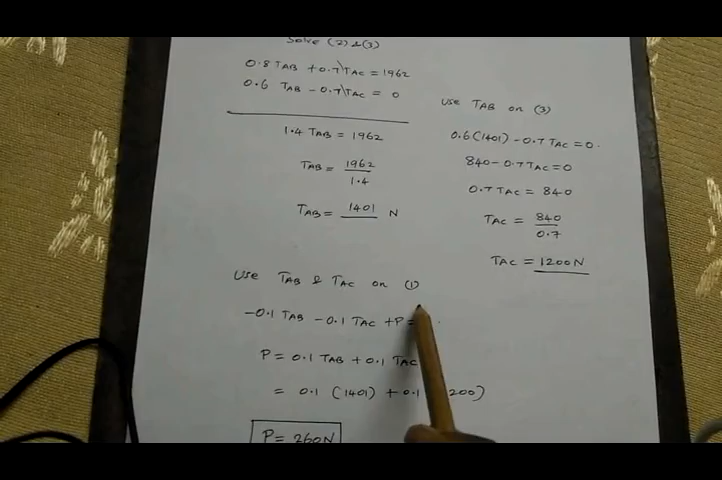 Solve (2) & (3)
0.8 TAB + 0.7 TAC = 1962
0.6 TAB - 0.7 TAC = 0
1.4 TAB = 1962
TAB = 1962
1.4
TAB = 1401 N
Use TAB on (3)
0.6(1401) - 0.7 TAC = 0.
840 - 0.7 TAC = 0
0.7 TAC = 840
TAC = 840
0.7
TAC = 1200 N
Use TAB & TAC on (1)
-0.1 TAB - 0.1 TAC + P =
P = 0.1 TAB + 0.1 TAC
= 0.1 (1401) + 0.1 200)
P = 260N